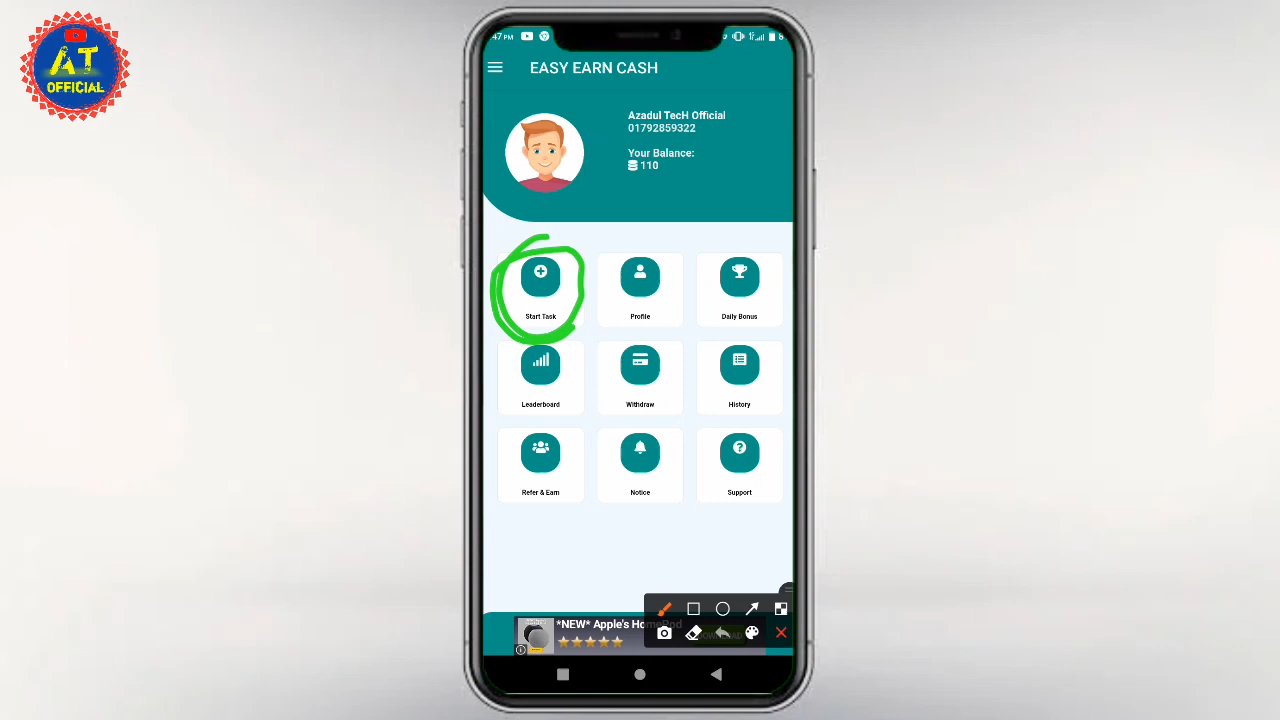 AT
OFFICIAL
:47 PM
EASY EARN CASH
Azadul TecH Official
01792859322
Your Balance:
110
Start Task
Profile
Daily Bonus
Leaderboard
Withdraw
History
Refer & Earn
Notice
Support
*NEW* Apple's HomePod